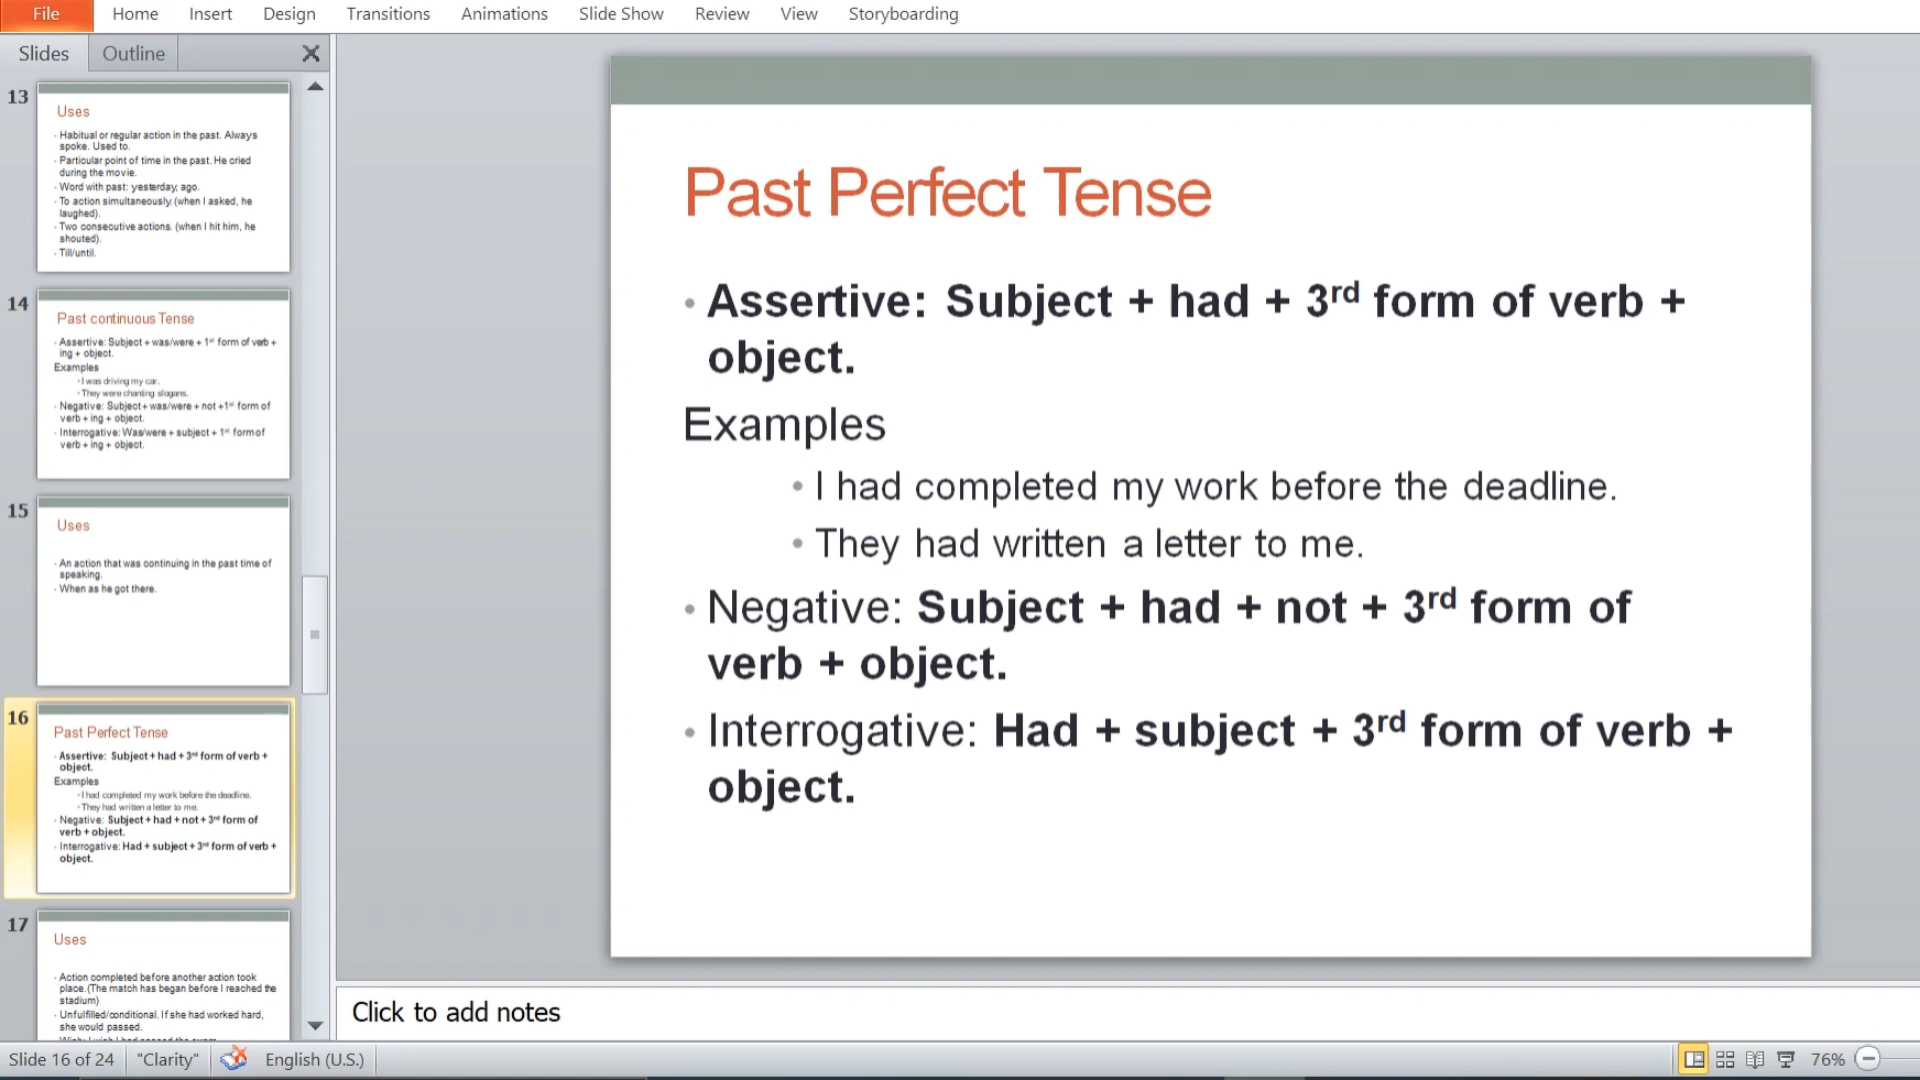 File Home Insert Design Transitions Animations Slide Show Review View Storyboarding
Slides Outline
13
Uses
Habitual or regular action in the past. Always
spoke. Used to.
Particular point of time in the past. He cried
during the movie.
Word with past: yesterday, ago.
To action simultaneously. (when I asked, he
laughed).
Two consecutive actions. (when I hit him, he
shouted).
Till/until.
14
Past continuous Tense
Assertive: Subject + was/were + 1st form of verb +
ing + object.
Examples
I was driving my car.
They were chanting slogans.
Negative: Subject + was/were + not +1st form of
verb + ing + object.
Interrogative: Was/were + subject + 1st form of
verb + ing + object.
15
Uses
An action that was continuing in the past time of
speaking.
When as he got there.
16
Past Perfect Tense
Assertive: Subject + had + 3rd form of verb +
object.
Examples
I had completed my work before the deadline.
They had written a letter to me.
Negative: Subject + had + not + 3rd form of
verb + object.
Interrogative: Had + subject + 3rd form of verb +
object.
17
Uses
Action completed before another action took
place.(The match has began before I reached the
stadium)
Unfulfilled/conditional. If she had worked hard,
she would passed.
Past Perfect Tense
Assertive: Subject + had + 3rd form of verb +
object.
Examples
I had completed my work before the deadline.
They had written a letter to me.
Negative: Subject + had + not + 3rd form of
verb + object.
Interrogative: Had + subject + 3rd form of verb +
object.
Click to add notes
Slide 16 of 24 "Clarity" English (U.S.) 76%